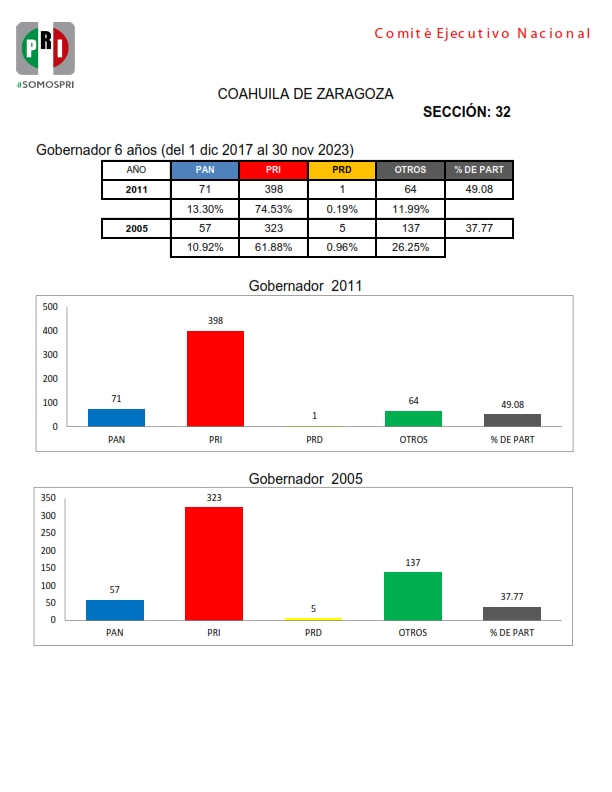 Comité Ejecutivo Nacional
PRI
#SOMOSPRI
COAHUILA DE ZARAGOZA
SECCIÓN: 32
Gobernador 6 años (del 1 dic 2017 al 30 nov 2023)
AÑO PAN PRI PRD OTROS % DE PART
2011 71 398 1 64 49.08
13.30% 74.53% 0.19% 11.99%
2005 57 323 5 137 37.77
10.92% 61.88% 0.96% 26.25%
Gobernador 2011
500
400
300
200
100
0
71 398 1 64 49.08
PAN PRI PRD OTROS % DE PART
Gobernador 2005
350
300
250
200
150
100
50
0
57 323 5 137 37.77
PAN PRI PRD OTROS % DE PART